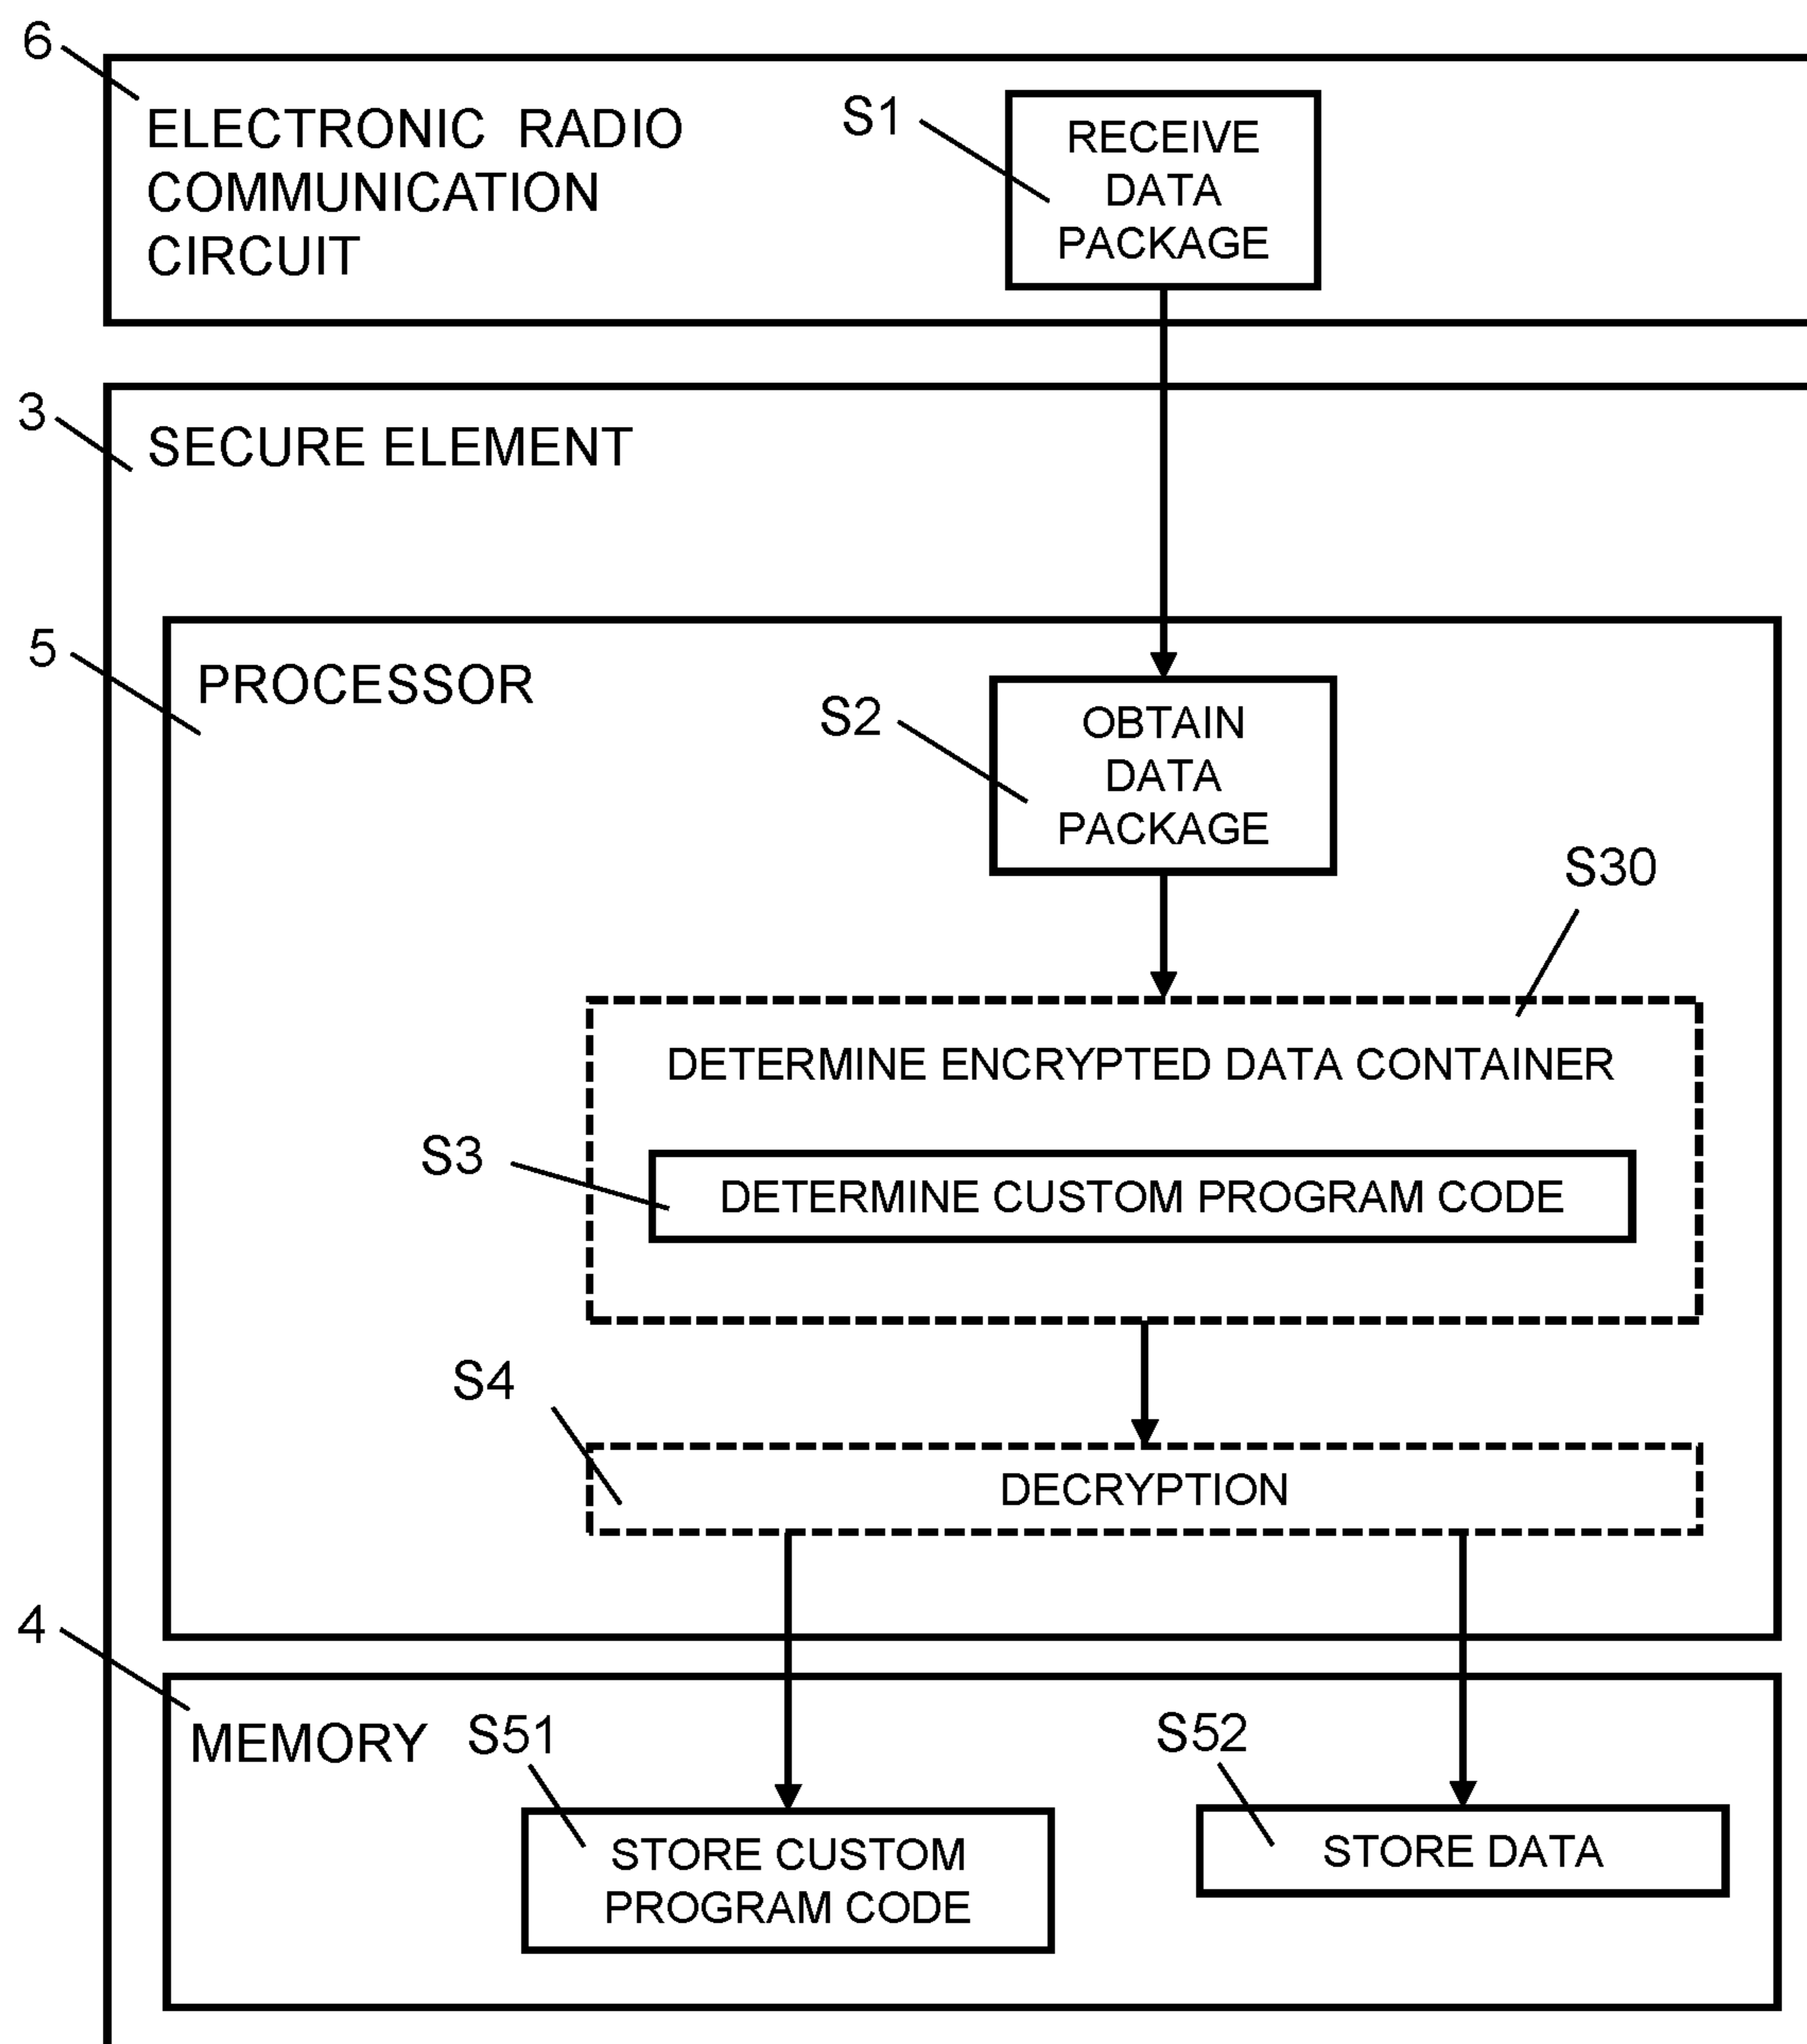 6
ELECTRONIC RADIO
COMMUNICATION
CIRCUIT
S1
RECEIVE
DATA
PACKAGE
3
SECURE ELEMENT
5
PROCESSOR
S2
OBTAIN
DATA
PACKAGE
S30
DETERMINE ENCRYPTED DATA CONTAINER
S3
DETERMINE CUSTOM PROGRAM CODE
S4
DECRYPTION
4
MEMORY
S51
S52
STORE CUSTOM
PROGRAM CODE
STORE DATA